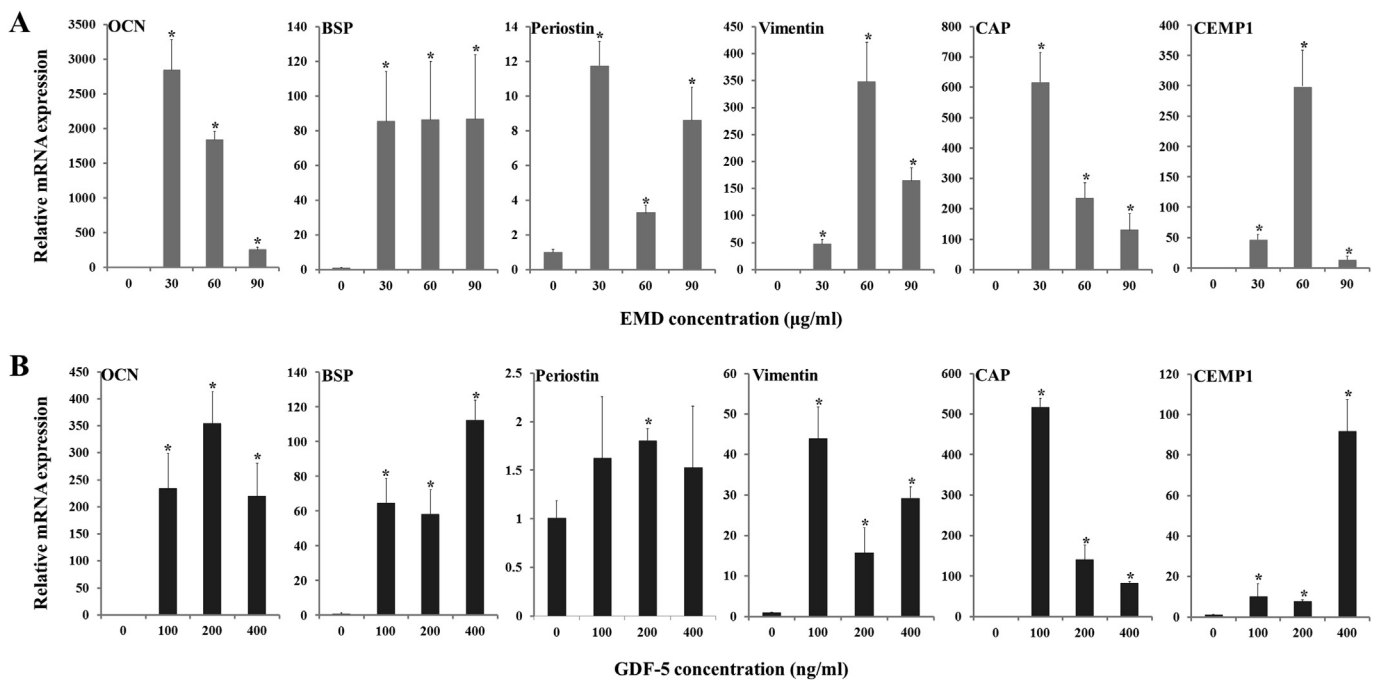 A
OCN
BSP
Periostin
Vimentin
CAP
CEMP1
Relative mRNA expression
3500
3000
2500
2000
1500
1000
500
0
* * *
0 30 60 90
140
120
100
80
60
40
20
0
* * *
0 30 60 90
14
12
10
8
6
4
2
0
* * *
0 30 60 90
450
400
350
300
250
200
150
100
50
0
* * *
0 30 60 90
800
700
600
500
400
300
200
100
0
* * *
0 30 60 90
400
350
300
250
200
150
100
50
0
* * *
0 30 60 90
EMD concentration (µg/ml)
B
OCN
BSP
Periostin
Vimentin
CAP
CEMP1
Relative mRNA expression
450
400
350
300
250
200
150
100
50
0
* * *
0 100 200 400
140
120
100
80
60
40
20
0
* * *
0 100 200 400
2.5
2
1.5
1
0.5
0
*
0 100 200 400
60
50
40
30
20
10
0
* * *
0 100 200 400
600
500
400
300
200
100
0
* * *
0 100 200 400
120
100
80
60
40
20
0
* * *
0 100 200 400
GDF-5 concentration (ng/ml)